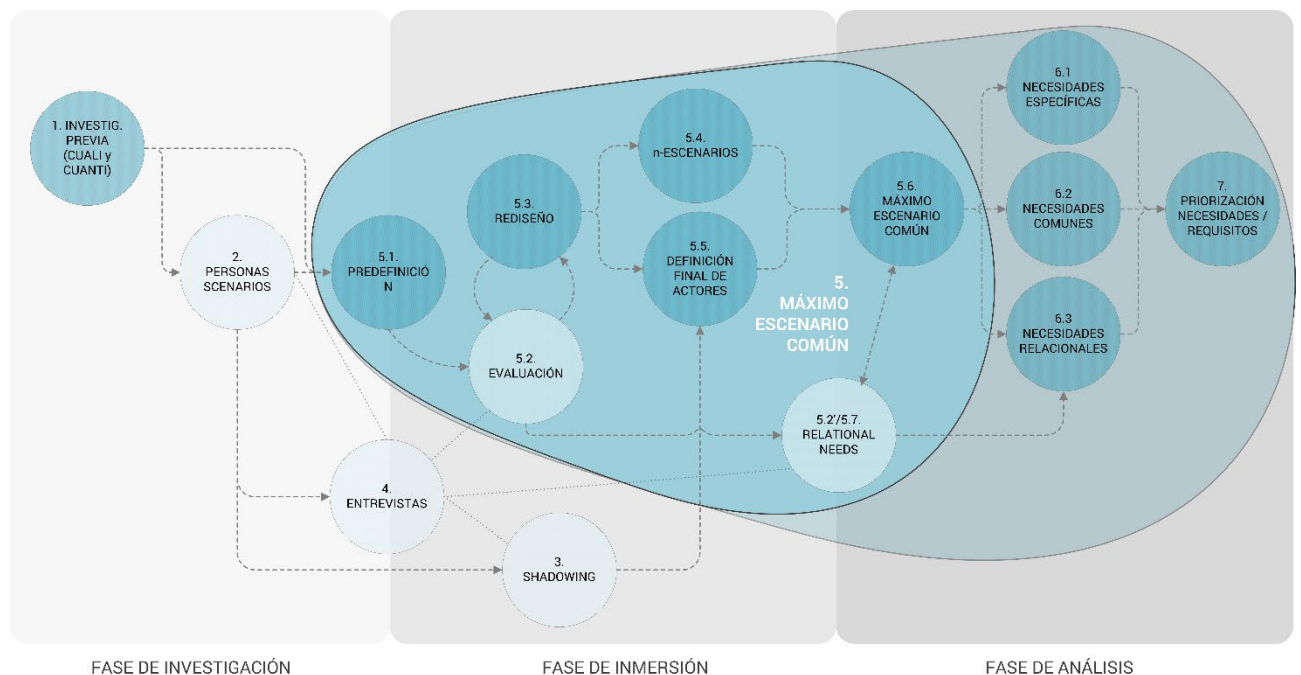 1. INVESTIG.
PREVIA
(CUALI y
CUANTI)
2.
PERSONAS
SCENARIOS
5.1.
PREDEFINICIÓ
N
5.3.
REDISEÑO
5.2.
EVALUACIÓN
4.
ENTREVISTAS
3.
SHADOWING
5.4.
n-ESCENARIOS
5.5.
DEFINICIÓN
FINAL DE
ACTORES
5.
MÁXIMO
ESCENARIO
COMÚN
5.6.
MÁXIMO
ESCENARIO
COMÚN
5.2'/5.7.
RELATIONAL
NEEDS
6.1
NECESIDADES
ESPECÍFICAS
6.2
NECESIDADES
COMUNES
6.3
NECESIDADES
RELACIONALES
7.
PRIORIZACIÓN
NECESIDADES /
REQUISITOS
FASE DE INVESTIGACIÓN
FASE DE INMERSIÓN
FASE DE ANÁLISIS